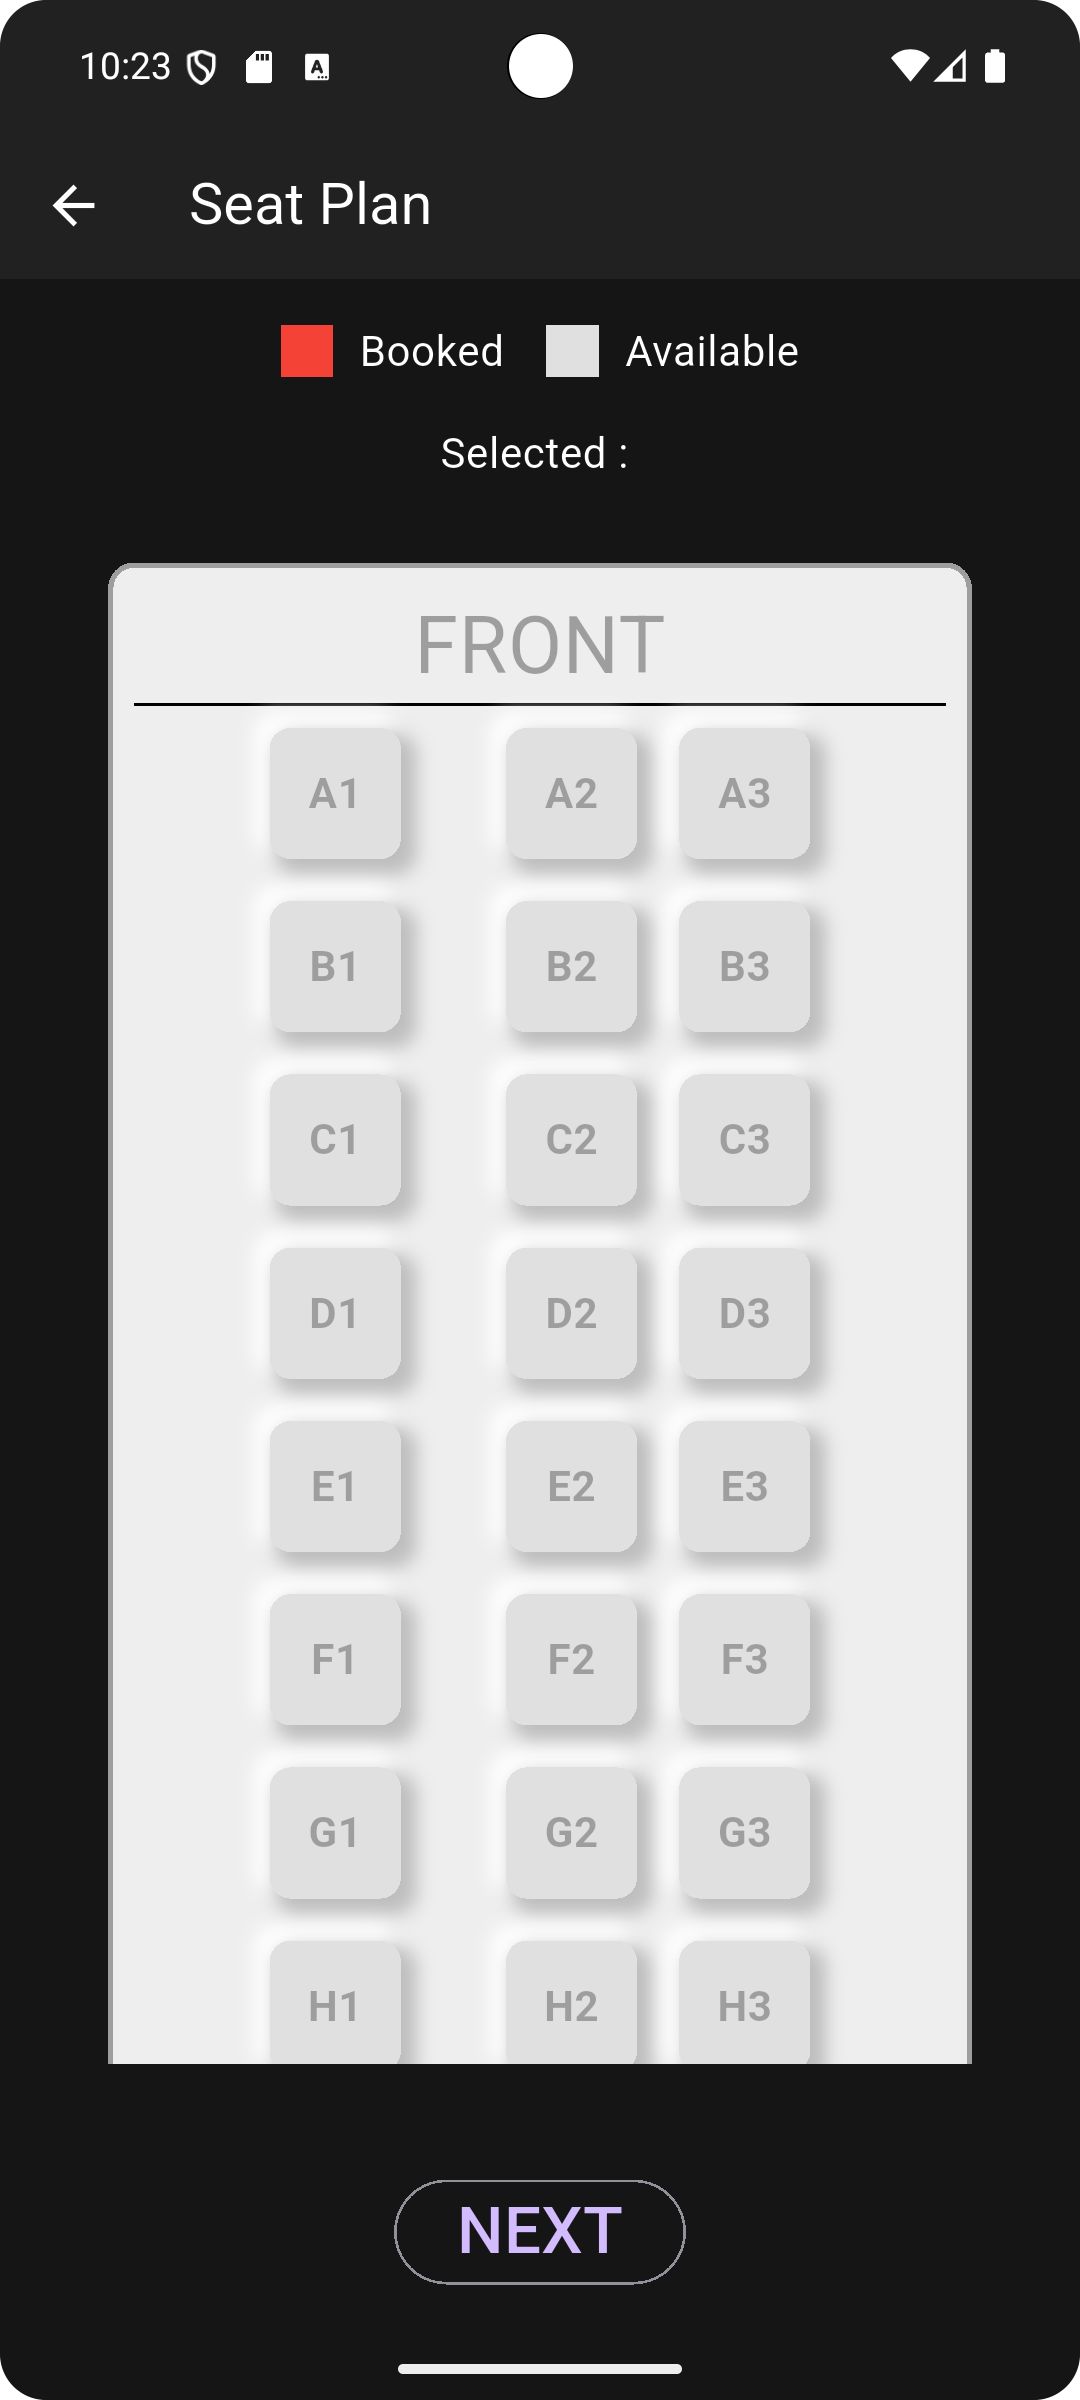 10:23
Seat Plan
Booked Available
Selected :
FRONT
A1 A2 A3
B1 B2 B3
C1 C2 C3
D1 D2 D3
E1 E2 E3
F1 F2 F3
G1 G2 G3
H1 H2 H3
NEXT